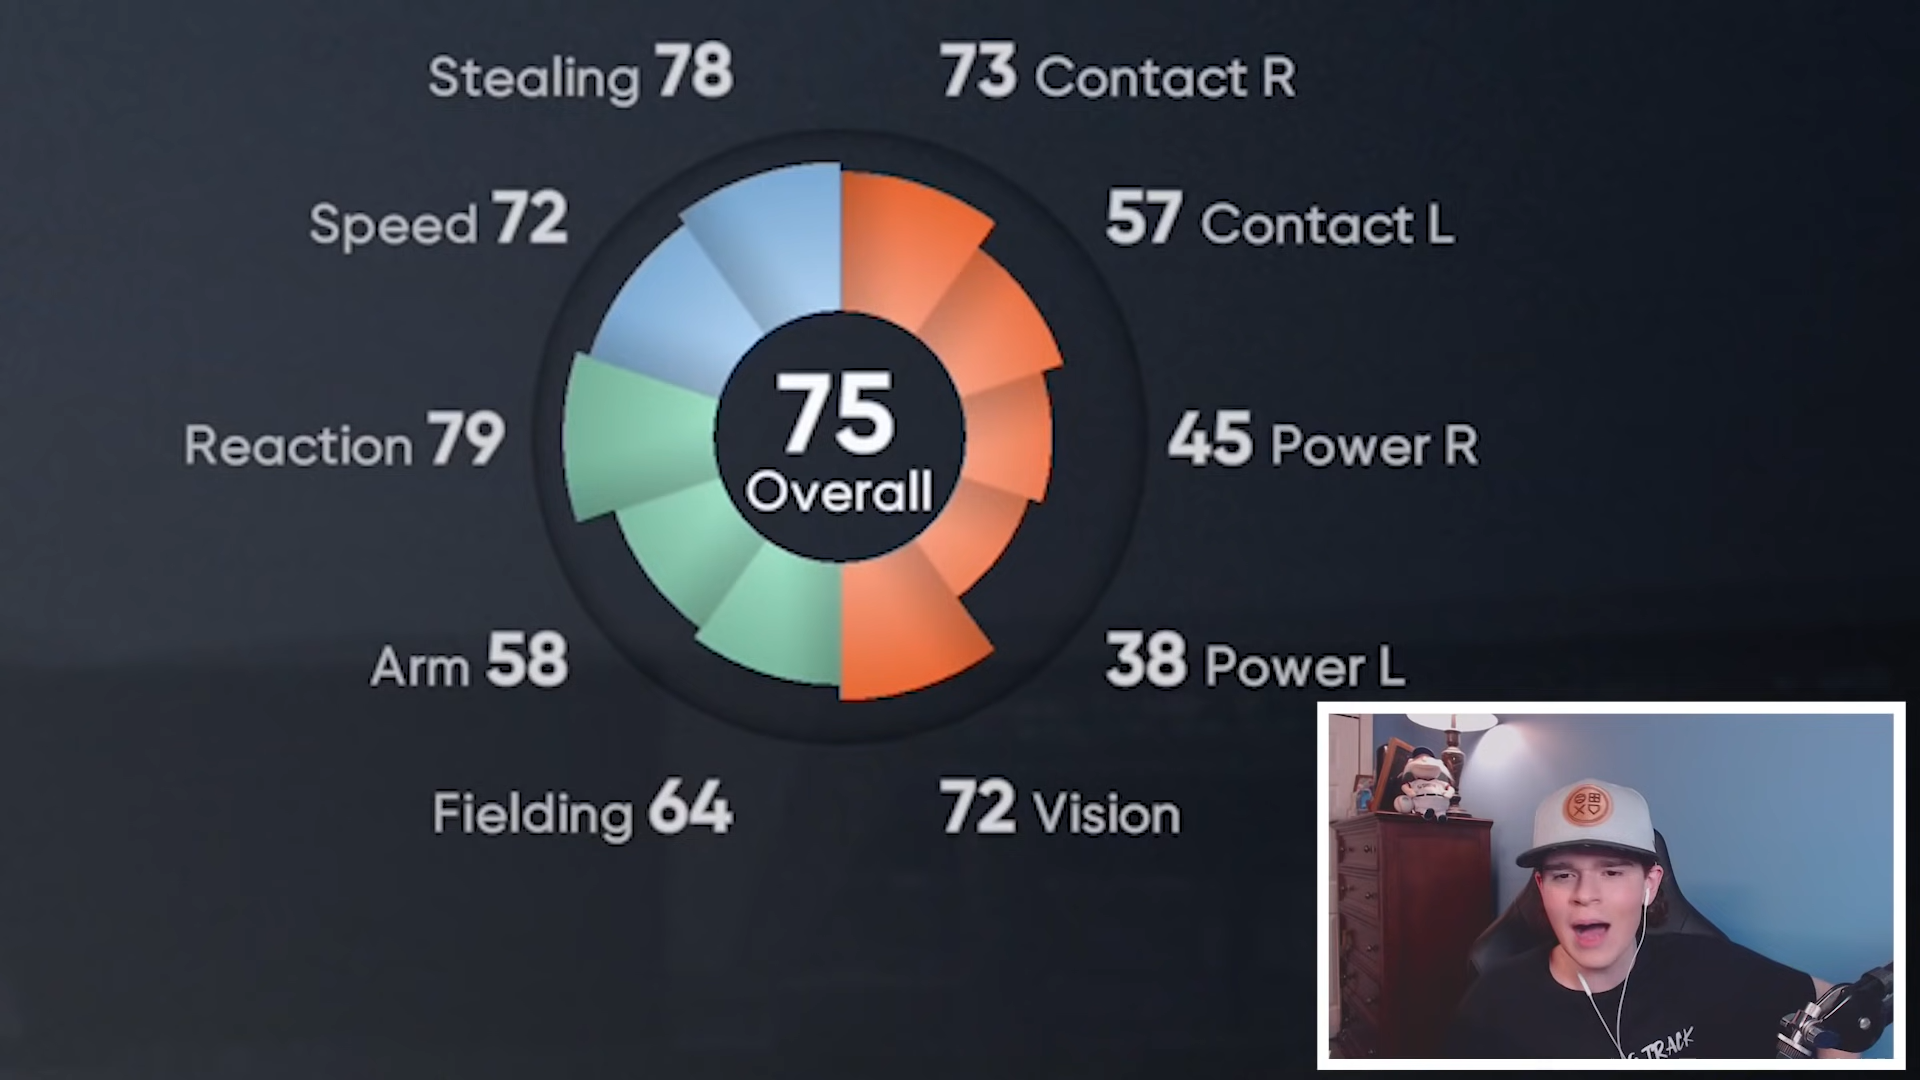 Stealing 78
73 Contact R
Speed 72
57 Contact L
Reaction 79
75
Overall
45 Power R
Arm 58
38 Power L
Fielding 64
72 Vision
TRACK